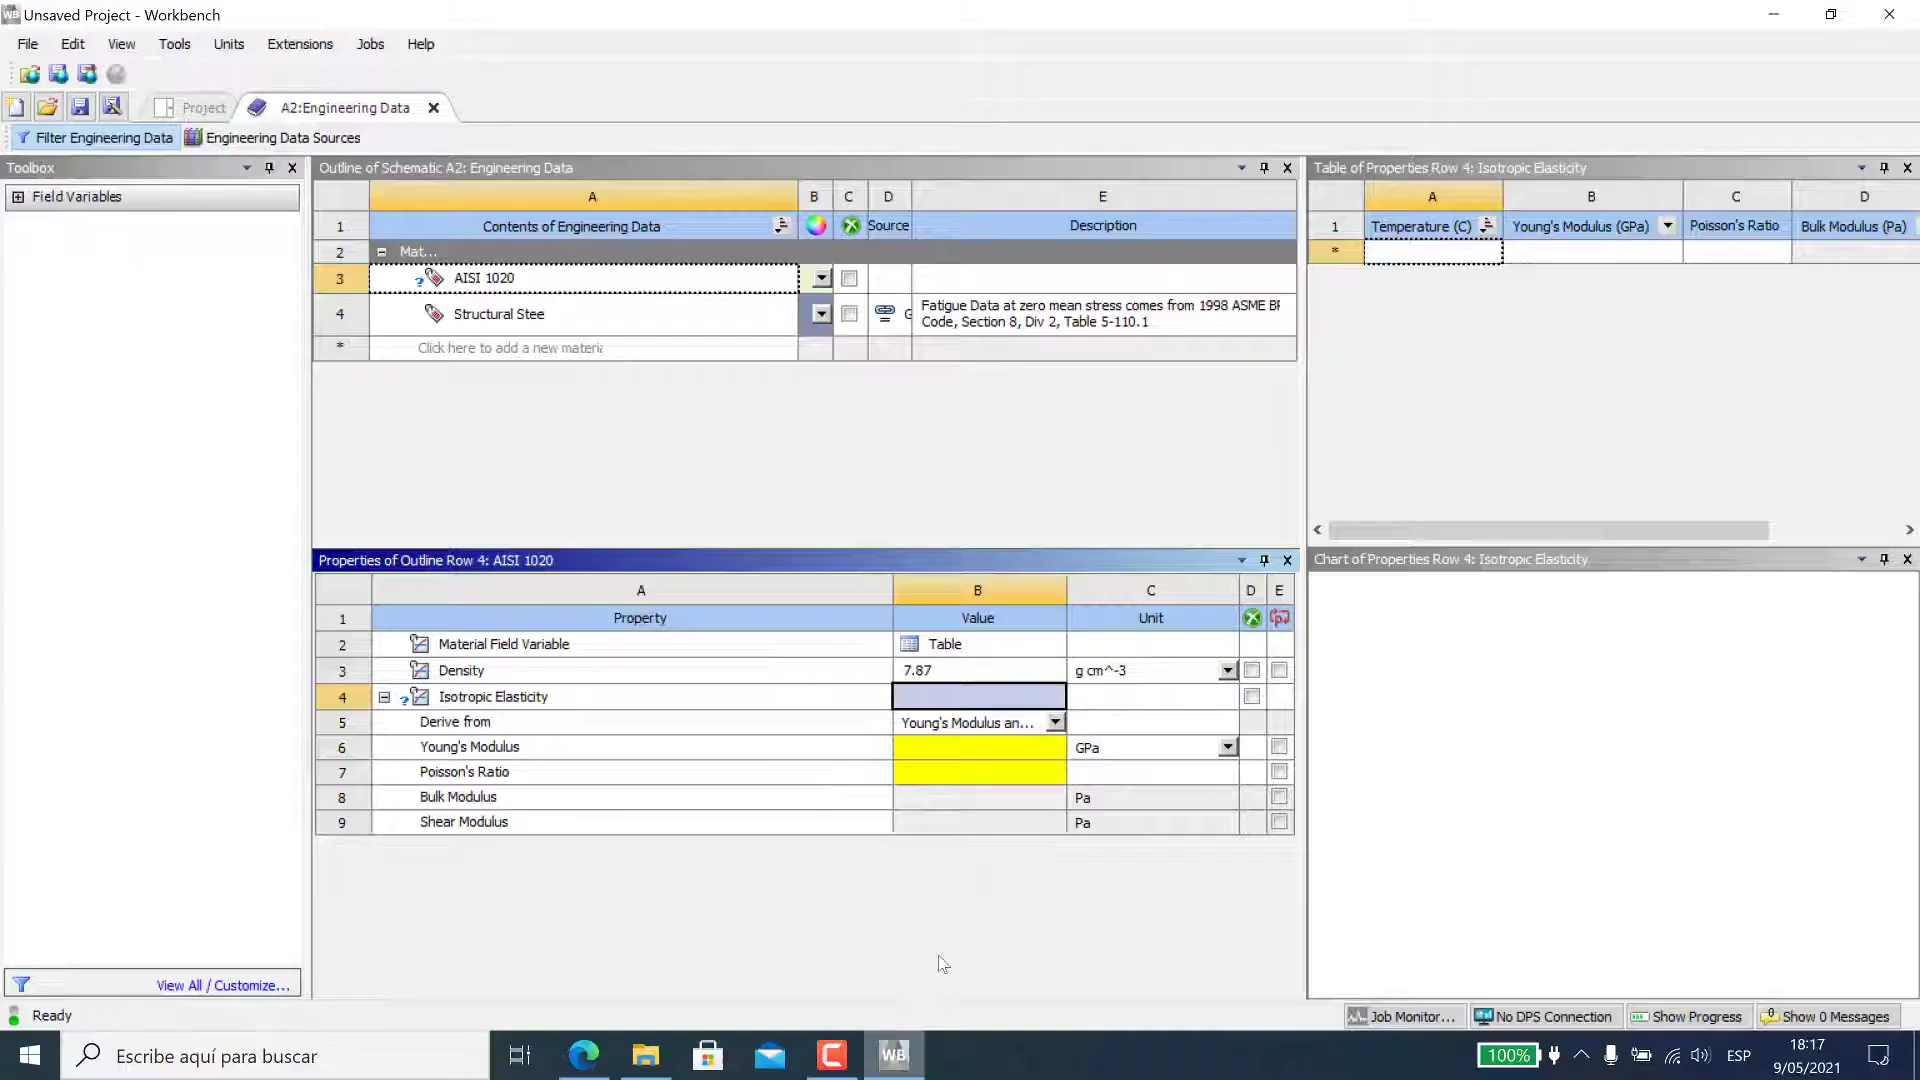 Unsaved Project - Workbench
File Edit View Tools Units Extensions Jobs Help
Project A2:Engineering Data
Filter Engineering Data Engineering Data Sources
Toolbox
Field Variables
View All / Customize...
Outline of Schematic A2: Engineering Data
A B C D E
1 Contents of Engineering Data Source Description
2 Mat...
3 AISI 1020
4 Structural Stee Fatigue Data at zero mean stress comes from 1998 ASME BP
Code, Section 8, Div 2, Table 5-110.1
* Click here to add a new materia
Table of Properties Row 4: Isotropic Elasticity
A B C D
1 Temperature (C) Young's Modulus (GPa) Poisson's Ratio Bulk Modulus (Pa)
*
Properties of Outline Row 4: AISI 1020
A B C D E
1 Property Value Unit
2 Material Field Variable Table
3 Density 7.87 g cm^-3
4 Isotropic Elasticity
5 Derive from Young's Modulus an...
6 Young's Modulus GPa
7 Poisson's Ratio
8 Bulk Modulus Pa
9 Shear Modulus Pa
Chart of Properties Row 4: Isotropic Elasticity
Ready
Job Monitor... No DPS Connection Show Progress Show 0 Messages
Escribe aquí para buscar
WB
100%
ESP
18:17
9/05/2021